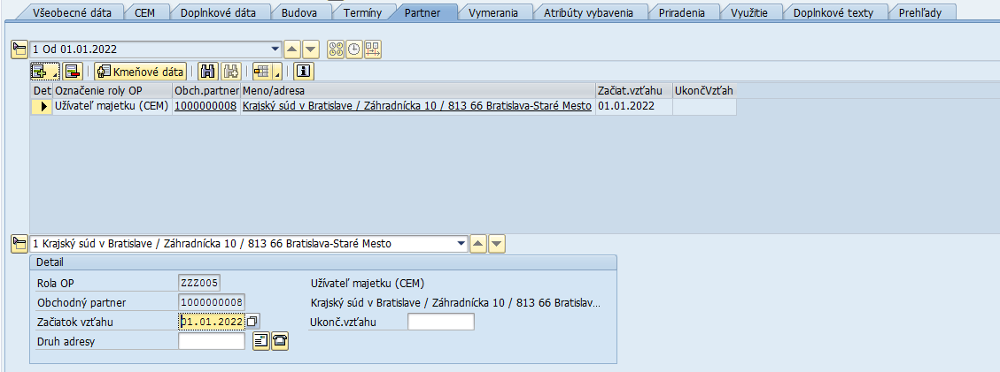 Všeobecné dáta CEM Doplnkové dáta Budova Termíny Partner Vymerania Atribúty vybavenia Priradenia Využitie Doplnkové texty Prehľady
1 Od 01.01.2022
Kmeňové dáta
Det Označenie roly OP Obch.partner Meno/adresa Začiat.vzťahu UkončVzťah
Užívateľ majetku (CEM) 1000000008 Krajský súd v Bratislave / Záhradnícka 10 / 813 66 Bratislava-Staré Mesto 01.01.2022
1 Krajský súd v Bratislave / Záhradnícka 10 / 813 66 Bratislava-Staré Mesto
Detail
Rola OP ZZZ005 Užívateľ majetku (CEM)
Obchodný partner 1000000008 Krajský súd v Bratislave / Záhradnícka 10 / 813 66 Bratislav...
Začiatok vzťahu 01.01.2022 Ukonč.vzťahu
Druh adresy